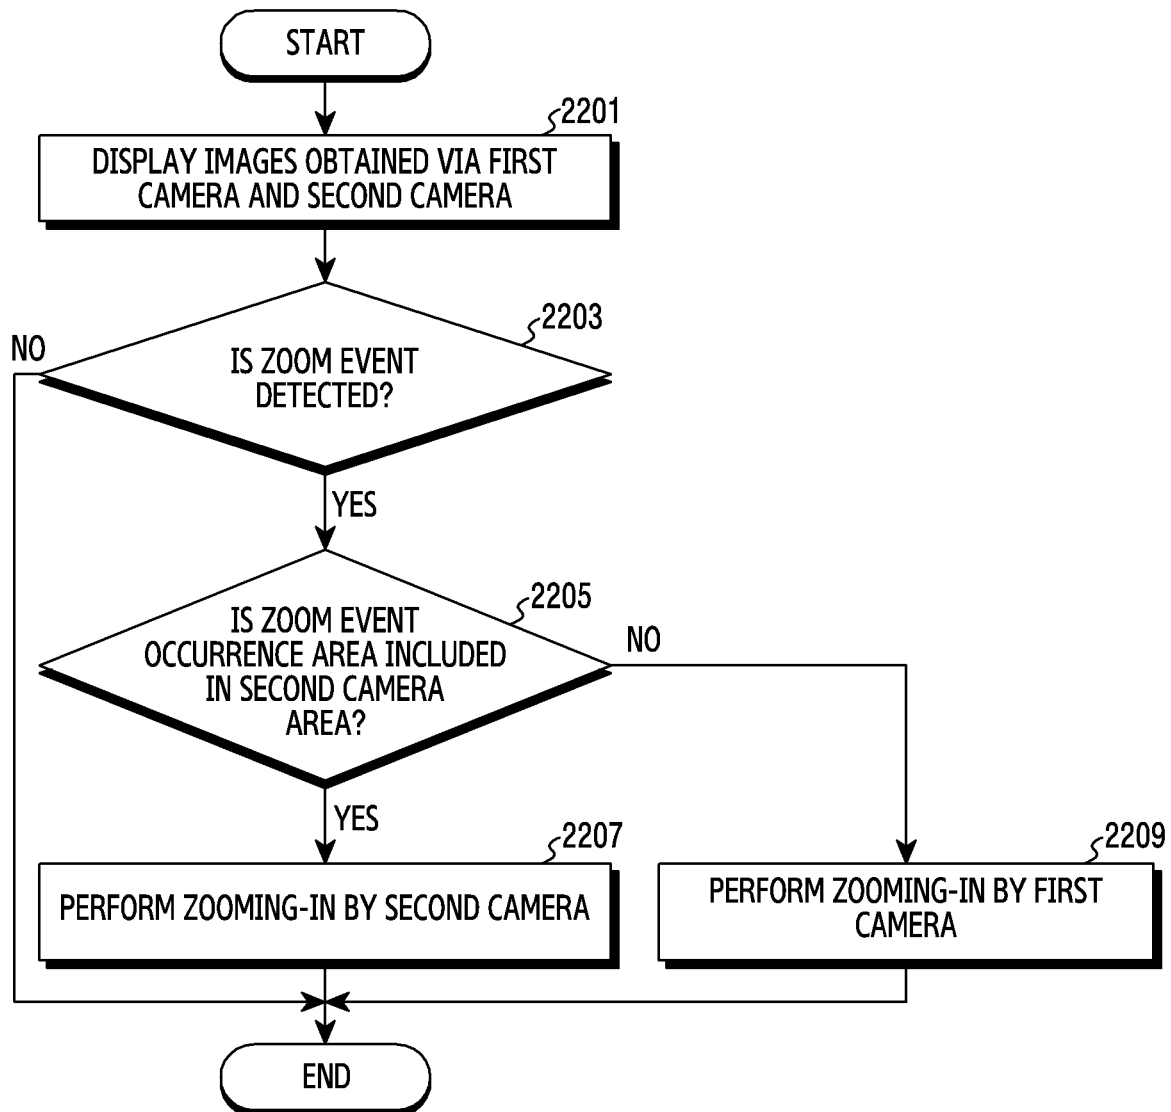 START
2201
DISPLAY IMAGES OBTAINED VIA FIRST
CAMERA AND SECOND CAMERA
2203
NO
IS ZOOM EVENT
DETECTED?
YES
2205
IS ZOOM EVENT
OCCURRENCE AREA INCLUDED
IN SECOND CAMERA
AREA?
NO
YES
2207
PERFORM ZOOMING-IN BY SECOND CAMERA
2209
PERFORM ZOOMING-IN BY FIRST
CAMERA
END